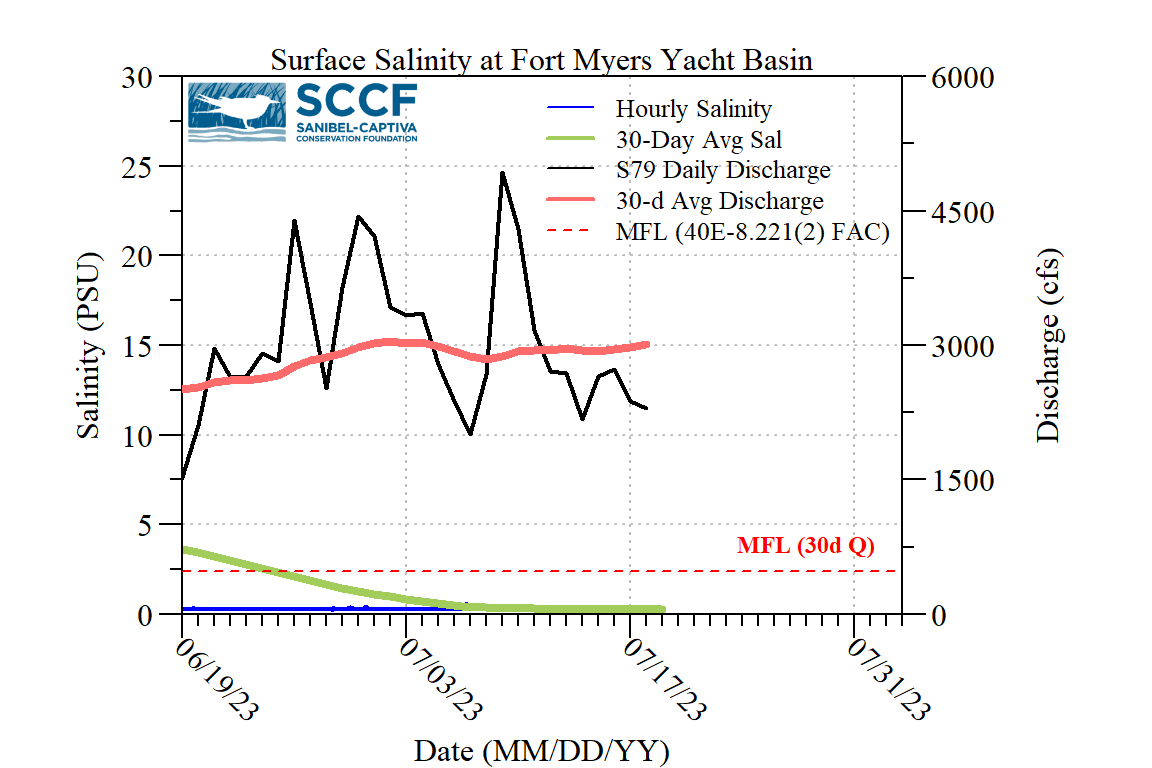 Surface Salinity at Fort Myers Yacht Basin
SCCF
SANIBEL-CAPTIVA
CONSERVATION FOUNDATION
Hourly Salinity
30-Day Avg Sal
S79 Daily Discharge
30-d Avg Discharge
MFL (40E-8.221(2) FAC)
30
25
20
15
10
5
0
Salinity (PSU)
6000
4500
3000
1500
0
Discharge (cfs)
MFL (30d Q)
06/19/23
07/03/23
07/17/23
07/31/23
Date (MM/DD/YY)